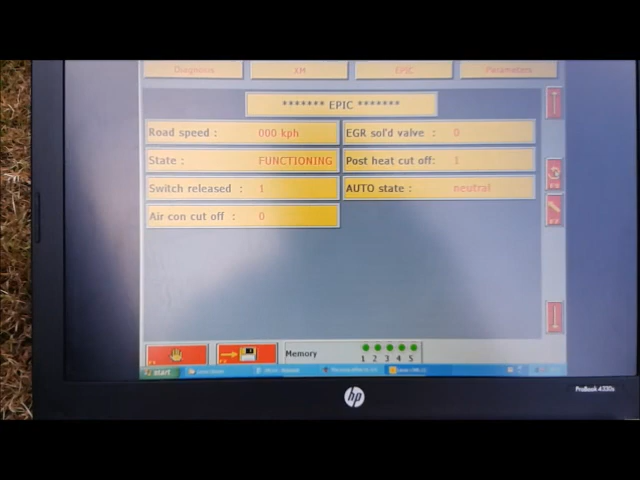 Diagnosis XM EPIC Parameters
******* EPIC *******
Road speed : 000 kph EGR sol'd valve : 0
State : FUNCTIONING Post heat cut off: 1
Switch released : 1 AUTO state : neutral
Air con cut off : 0
Memory 1 2 3 4 5
start
hp
ProBook 4330s